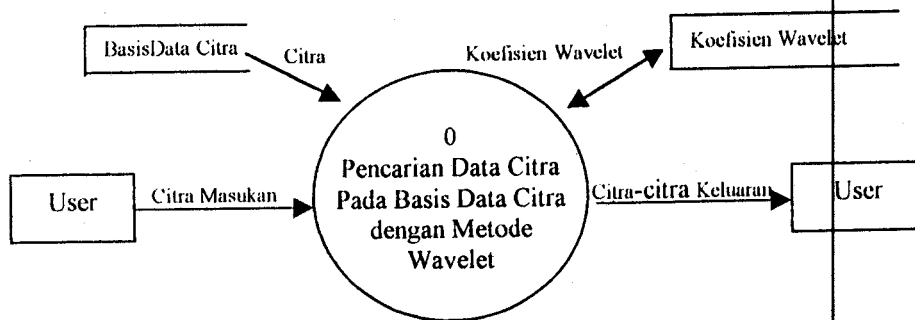 BasisData Citra
Citra
Koefisien Wavelet
Koefisien Wavelet
0
Pencarian Data Citra
Pada Basis Data Citra
dengan Metode
Wavelet
User
Citra Masukan
Citra-citra Keluaran
User